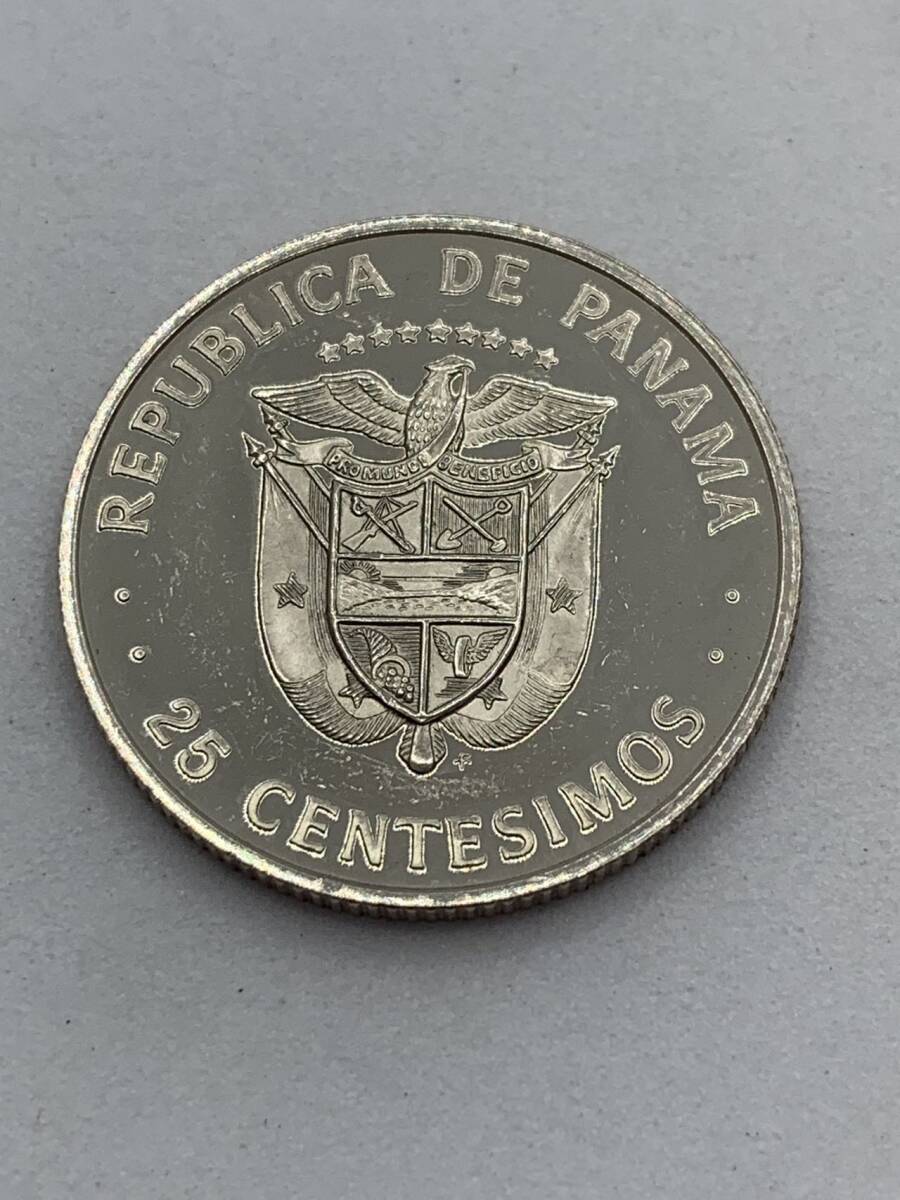 REPUBLICA DE PANAMA
PRO MUNDI BENEFICIO
25 CENTESIMOS